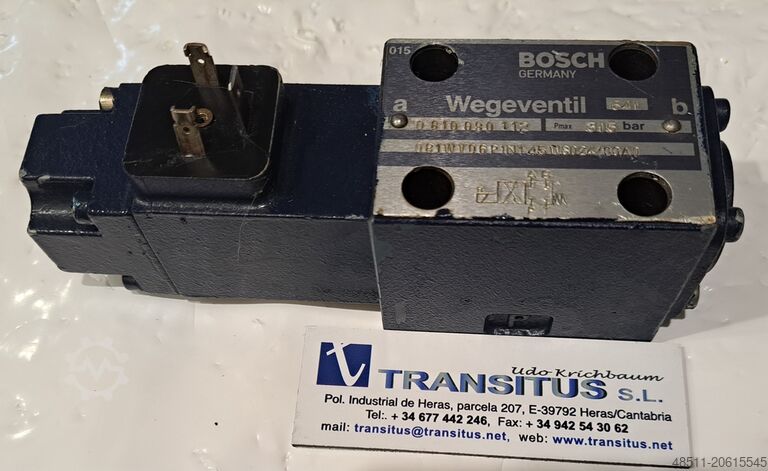 015
BOSCH
GERMANY
a Wegeventil 641 b
0 810 090 112 Pmax 315 bar
Udo Krichbaum
TRANSITUS S.L.
Pol. Industrial de Heras, parcela 207, E-39792 Heras/Cantabria
Tel:. + 34 677 442 246, Fax: + 34 942 54 30 62
mail: transitus@transitus.net, web: www.transitus.net
48511-20615545